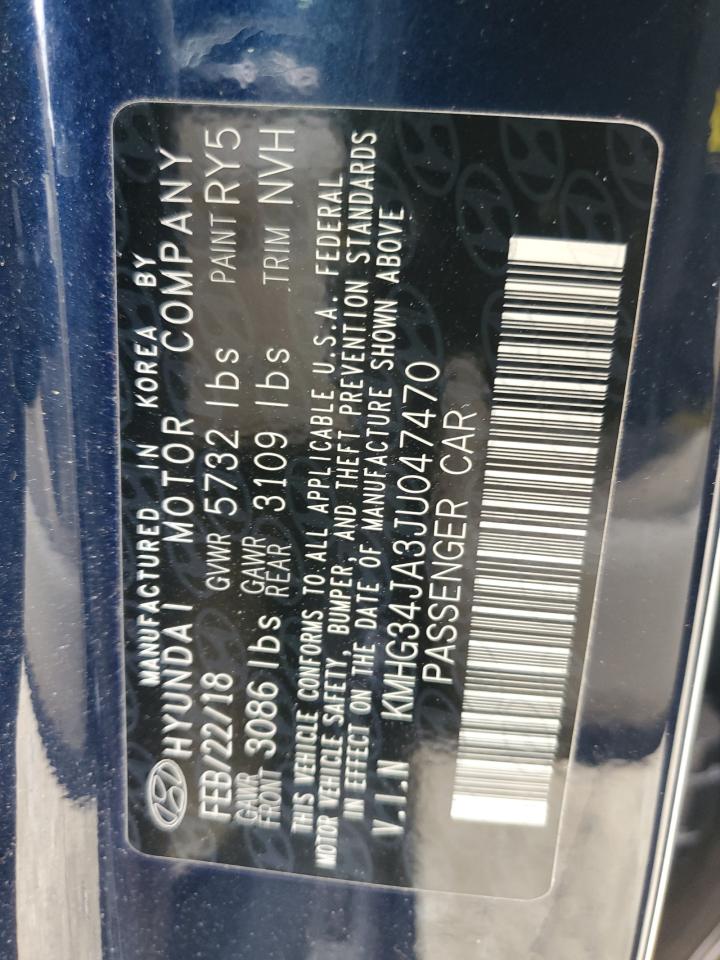 MANUFACTURED IN KOREA BY
HYUNDAI MOTOR COMPANY
FEB/22/18 GVWR 5732 lbs PAINT RY5
GAWR FRONT 3086 lbs GAWR REAR 3109 lbs TRIM NVH
THIS VEHICLE CONFORMS TO ALL APPLICABLE U.S.A. FEDERAL
MOTOR VEHICLE SAFETY, BUMPER, AND THEFT PREVENTION STANDARDS
IN EFFECT ON THE DATE OF MANUFACTURE SHOWN ABOVE
V.I.N KMHG34JA3JU047470
PASSENGER CAR